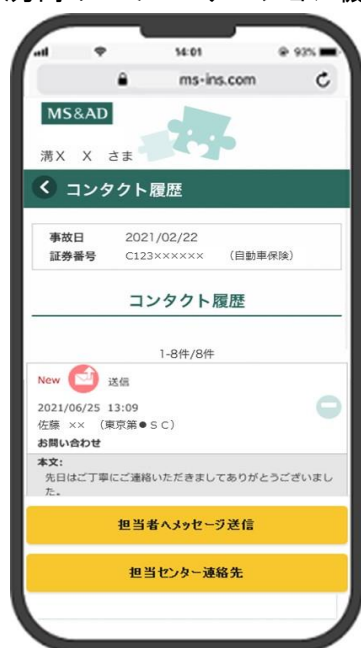 14:01
93%
ms-ins.com
MS&AD
溝X X さま
コンタクト履歴
事故日 2021/02/22
証券番号 C123×××××× (自動車保険)
コンタクト履歴
1-8件/8件
New 送信
2021/06/25 13:09
佐藤 ×× (東京第●SC)
お問い合わせ
本文:
先日はご丁寧にご連絡いただきましてありがとうございまし
た。
担当者へメッセージ送信
担当センター連絡先